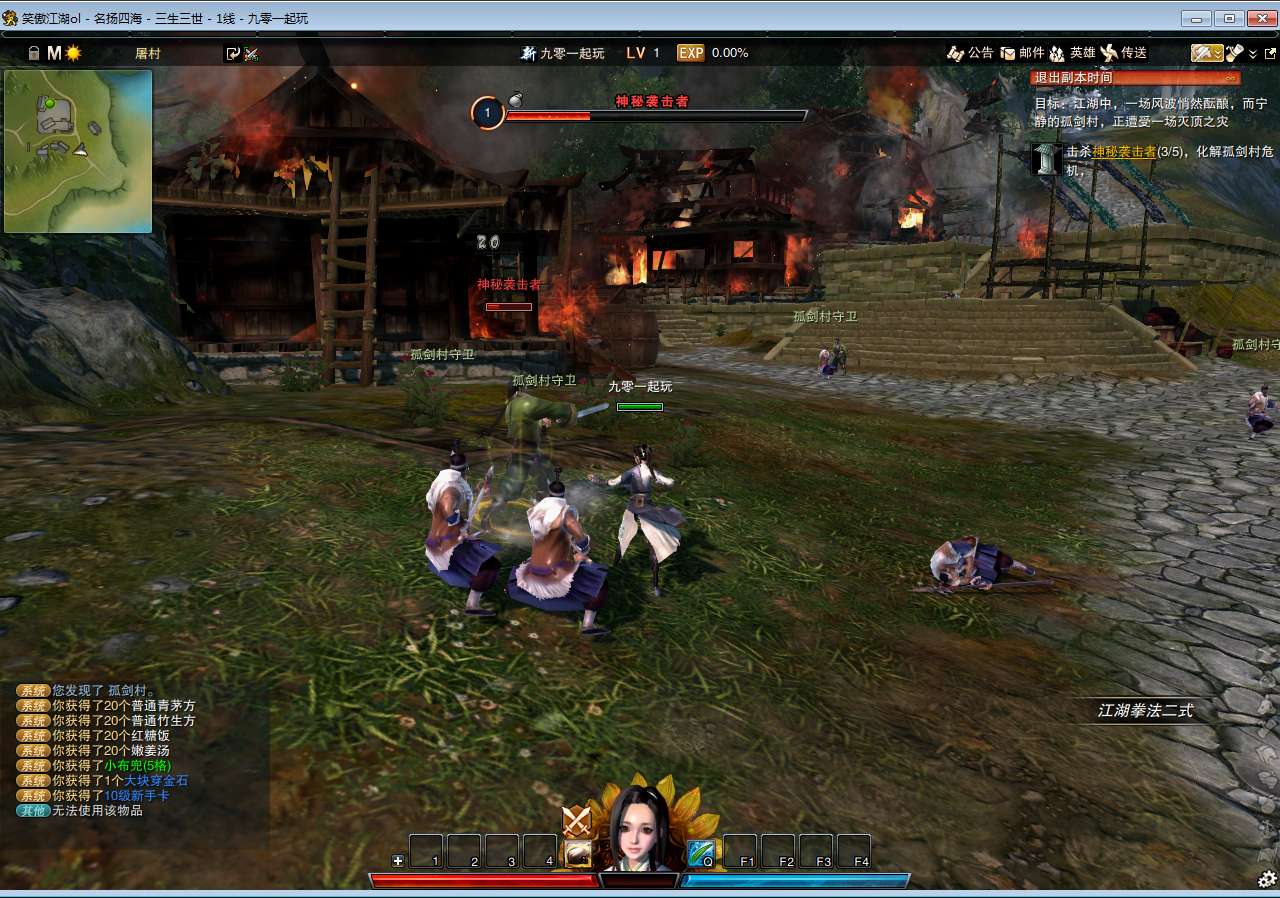 笑傲江湖ol - 名扬四海 - 三生三世 - 1线 - 九零一起玩
M 屠村 新 九零一起玩 LV 1 EXP 0.00% 公告 邮件 英雄 传送
退出副本时间
目标：江湖中，一场风波悄然酝酿，而宁
静的孤剑村，正遭受一场灭顶之灾
击杀神秘袭击者(3/5)，化解孤剑村危
机，
1 神秘袭击者
20
神秘袭击者
孤剑村守卫
孤剑村守
孤剑村守卫
孤剑村守卫
九零一起玩
江湖拳法二式
系统 您发现了 孤剑村。
系统 你获得了20个普通青茅方
系统 你获得了20个普通竹生方
系统 你获得了20个红糖饭
系统 你获得了20个嫩姜汤
系统 你获得了小布兜(5格)
系统 你获得了1个大块穿金石
系统 你获得了10级新手卡
其他 无法使用该物品
1 2 3 4 Q F1 F2 F3 F4